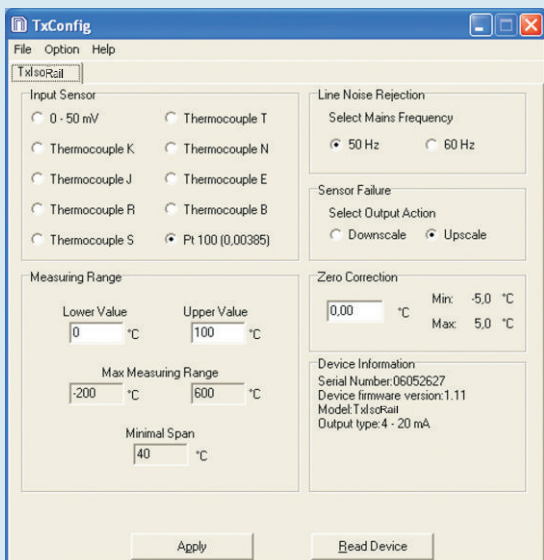 TxConfig
File Option Help
TxIsoRail
Input Sensor
0 - 50 mV
Thermocouple T
Thermocouple K
Thermocouple N
Thermocouple J
Thermocouple E
Thermocouple R
Thermocouple B
Thermocouple S
Pt 100 (0,00385)
Line Noise Rejection
Select Mains Frequency
50 Hz
60 Hz
Sensor Failure
Select Output Action
Downscale
Upscale
Measuring Range
Lower Value
Upper Value
0 °C
100 °C
Max Measuring Range
-200 °C
600 °C
Minimal Span
40 °C
Zero Correction
0,00 °C
Min: -5,0 °C
Max: 5,0 °C
Device Information
Serial Number:06052627
Device firmware version:1.11
Model:TxIsoRail
Output type:4 - 20 mA
Apply
Read Device